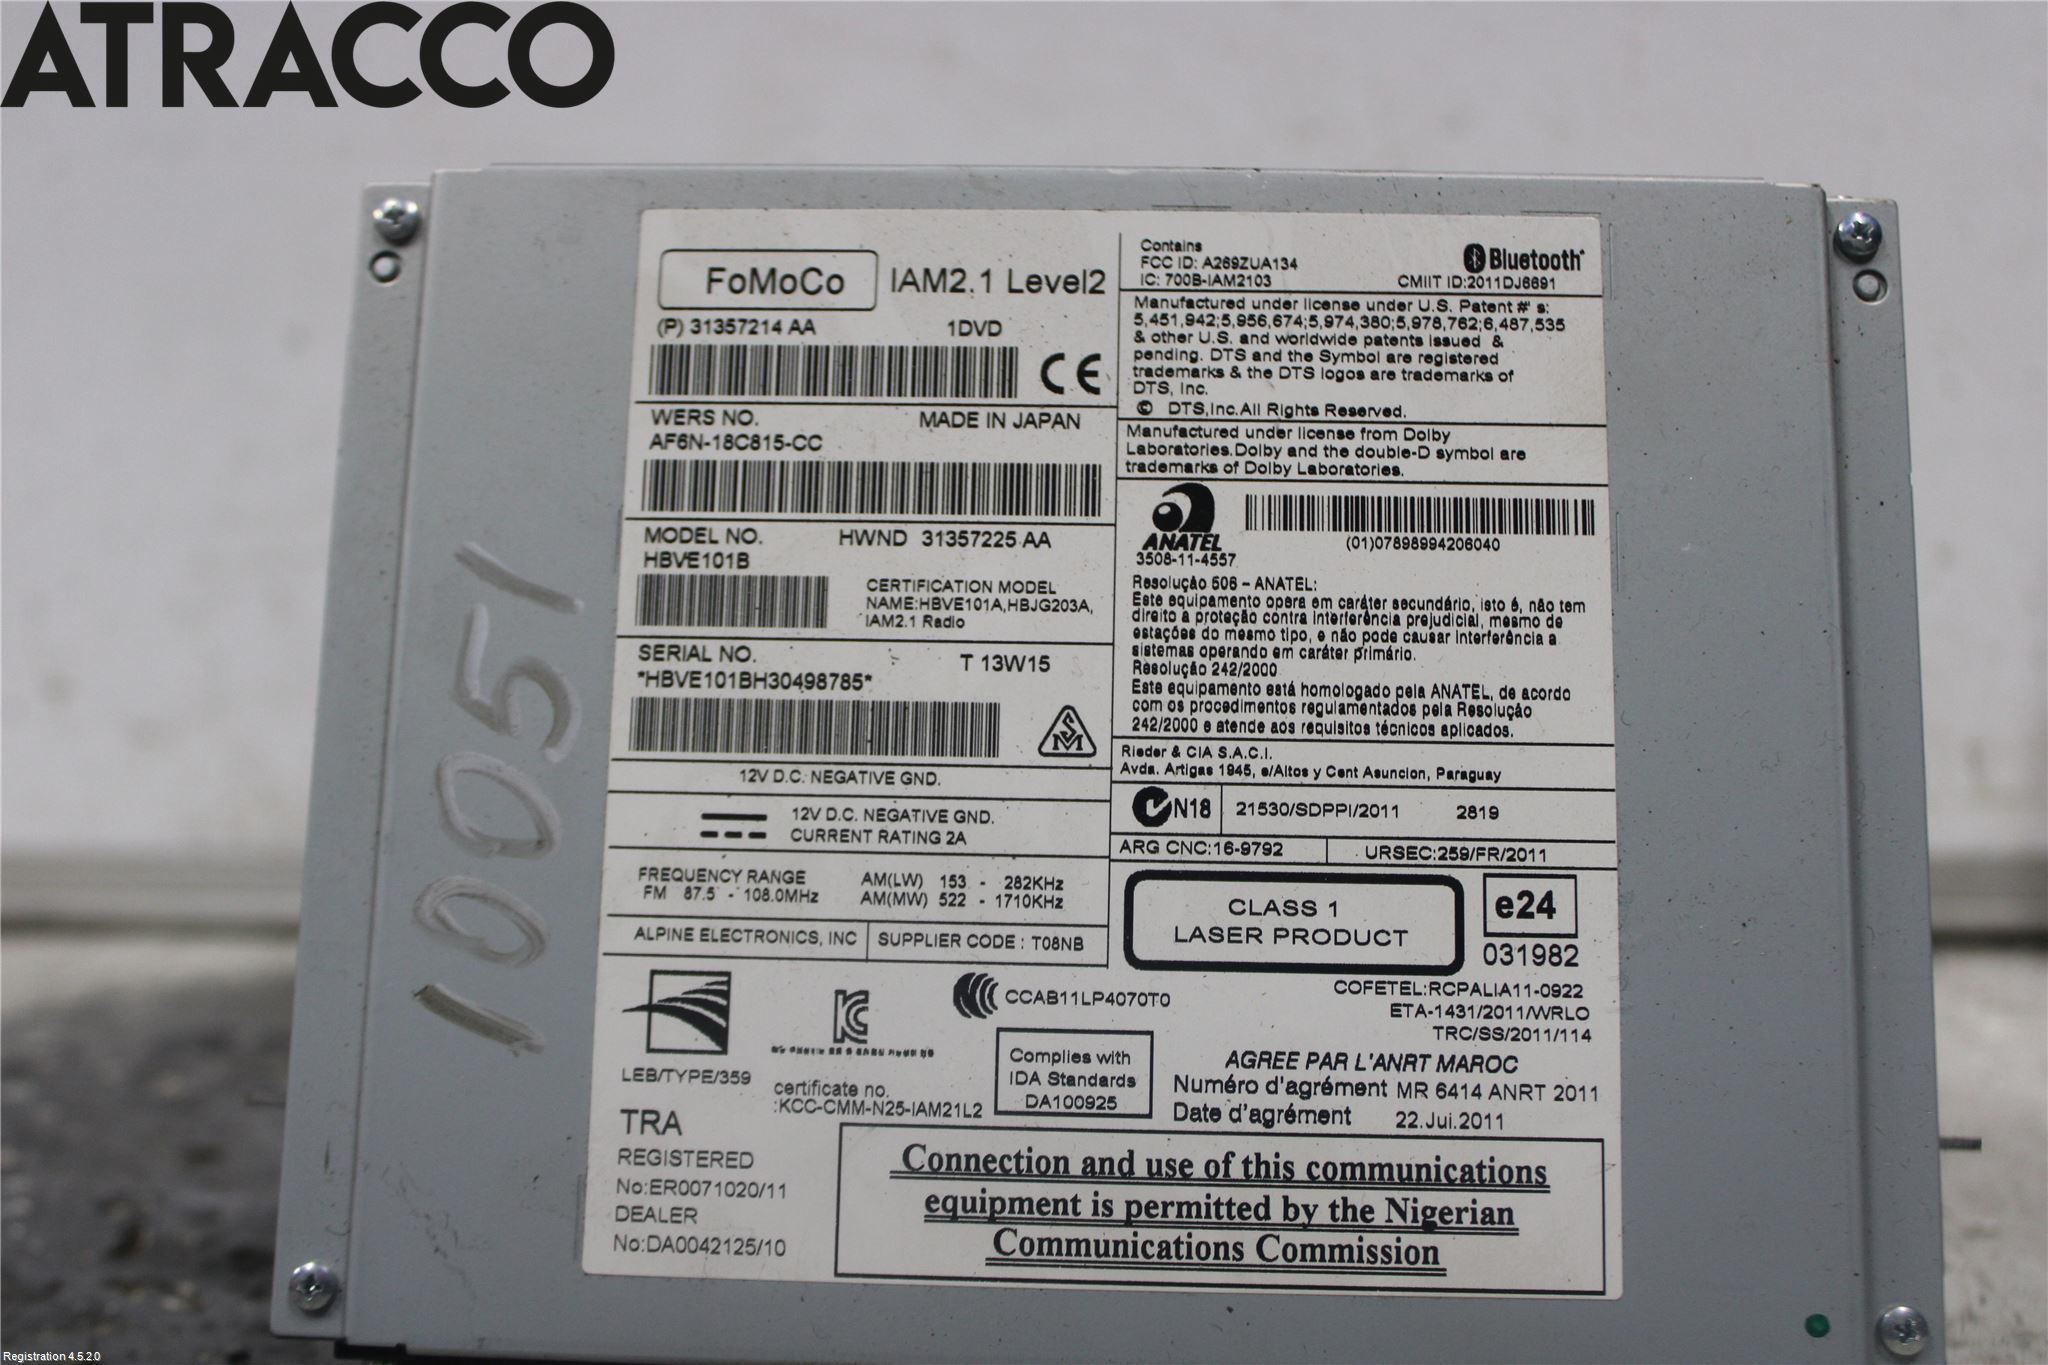 ATRACCO
FoMoCo IAM2.1 Level2
(P) 31357214 AA 1DVD
CE
WERS NO. MADE IN JAPAN
AF6N-18C815-CC
MODEL NO. HWND 31357225 AA
HBVE101B
CERTIFICATION MODEL
NAME:HBVE101A,HBJG203A,
IAM2.1 Radio
SERIAL NO. T 13W15
*HBVE101BH30498785*
SM
12V D.C. NEGATIVE GND.
12V D.C. NEGATIVE GND.
CURRENT RATING 2A
FREQUENCY RANGE AM(LW) 153 - 282KHz
FM 87.5 - 108.0MHz AM(MW) 522 - 1710KHz
ALPINE ELECTRONICS, INC SUPPLIER CODE : T08NB
Contains
FCC ID: A269ZUA134 Bluetooth
IC: 700B-IAM2103 CMIIT ID:2011DJ6691
Manufactured under license under U.S. Patent #' s:
5,451,942;5,956,674;5,974,380;5,978,762;6,487,535
& other U.S. and worldwide patents issued &
pending. DTS and the Symbol are registered
trademarks & the DTS logos are trademarks of
DTS, Inc.
© DTS,Inc.All Rights Reserved.
Manufactured under license from Dolby
Laboratories.Dolby and the double-D symbol are
trademarks of Dolby Laboratories.
ANATEL
3508-11-4557
(01)07898994206040
Resolução 506 - ANATEL:
Este equipamento opera em caráter secundário, isto é, não tem
direito a proteção contra interferência prejudicial, mesmo de
estações do mesmo tipo, e não pode causar interferência a
sistemas operando em caráter primário.
Resolução 242/2000
Este equipamento está homologado pela ANATEL, de acordo
com os procedimentos regulamentados pela Resolução
242/2000 e atende aos requisitos técnicos aplicados.
Rieder & CIA S.A.C.I.
Avda. Artigas 1945, e/Altos y Cent Asuncion, Paraguay
N18 21530/SDPPI/2011 2819
ARG CNC:16-9792 URSEC:259/FR/2011
CLASS 1
LASER PRODUCT
e24
031982
COFETEL:RCPALIA11-0922
ETA-1431/2011/WRLO
TRC/SS/2011/114
CCAB11LP4070T0
LEB/TYPE/359
certificate no.
:KCC-CMM-N25-IAM21L2
Complies with
IDA Standards
DA100925
AGREE PAR L'ANRT MAROC
Numéro d'agrément MR 6414 ANRT 2011
Date d'agrément 22.Jui.2011
TRA
REGISTERED
No:ER0071020/11
DEALER
No:DA0042125/10
Connection and use of this communications
equipment is permitted by the Nigerian
Communications Commission
10051
Registration 4.5.2.0